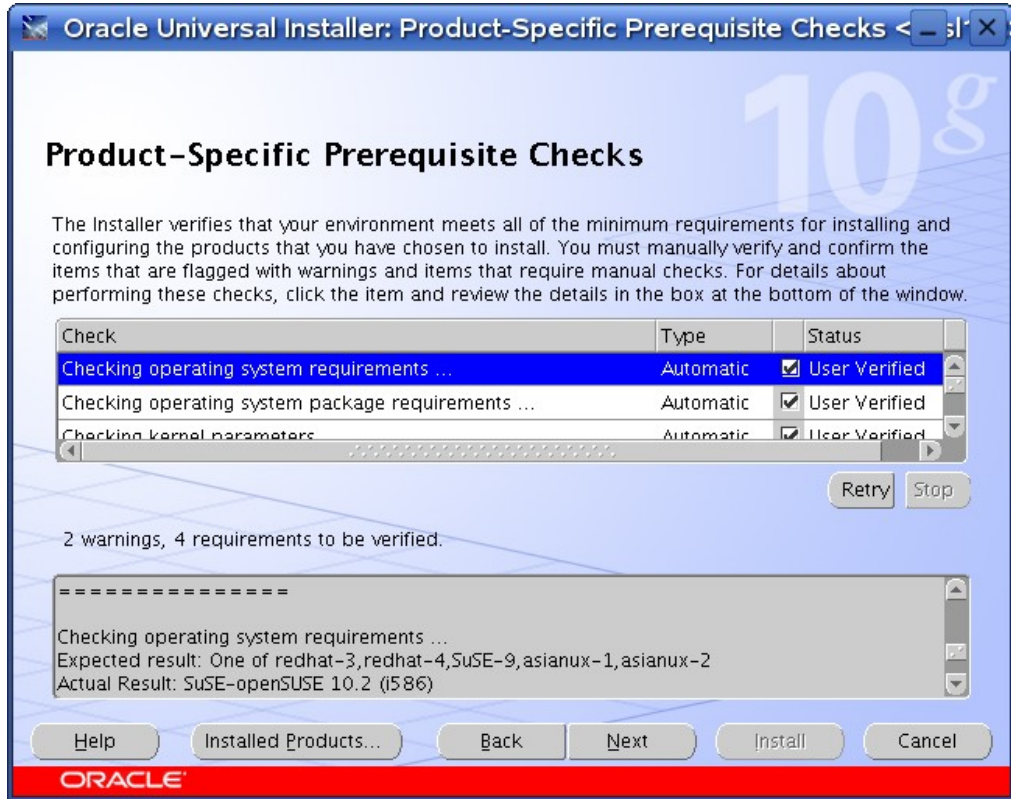 Oracle Universal Installer: Product-Specific Prerequisite Checks <
10g
Product-Specific Prerequisite Checks
The Installer verifies that your environment meets all of the minimum requirements for installing and
configuring the products that you have chosen to install. You must manually verify and confirm the
items that are flagged with warnings and items that require manual checks. For details about
performing these checks, click the item and review the details in the box at the bottom of the window.
Check Type Status
Checking operating system requirements ... Automatic User Verified
Checking operating system package requirements ... Automatic User Verified
Checking kernel parameters Automatic User Verified
Retry Stop
2 warnings, 4 requirements to be verified.
===============
Checking operating system requirements ...
Expected result: One of redhat-3,redhat-4,SuSE-9,asianux-1,asianux-2
Actual Result: SuSE-openSUSE 10.2 (i586)
Help Installed Products... Back Next Install Cancel
ORACLE